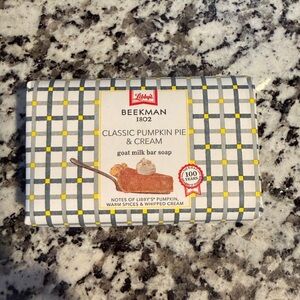 Libby's
BEEKMAN
1802
CLASSIC PUMPKIN PIE
& CREAM
goat milk bar soap
100
YEARS
NOTES OF LIBBY'S® PUMPKIN,
WARM SPICES & WHIPPED CREAM